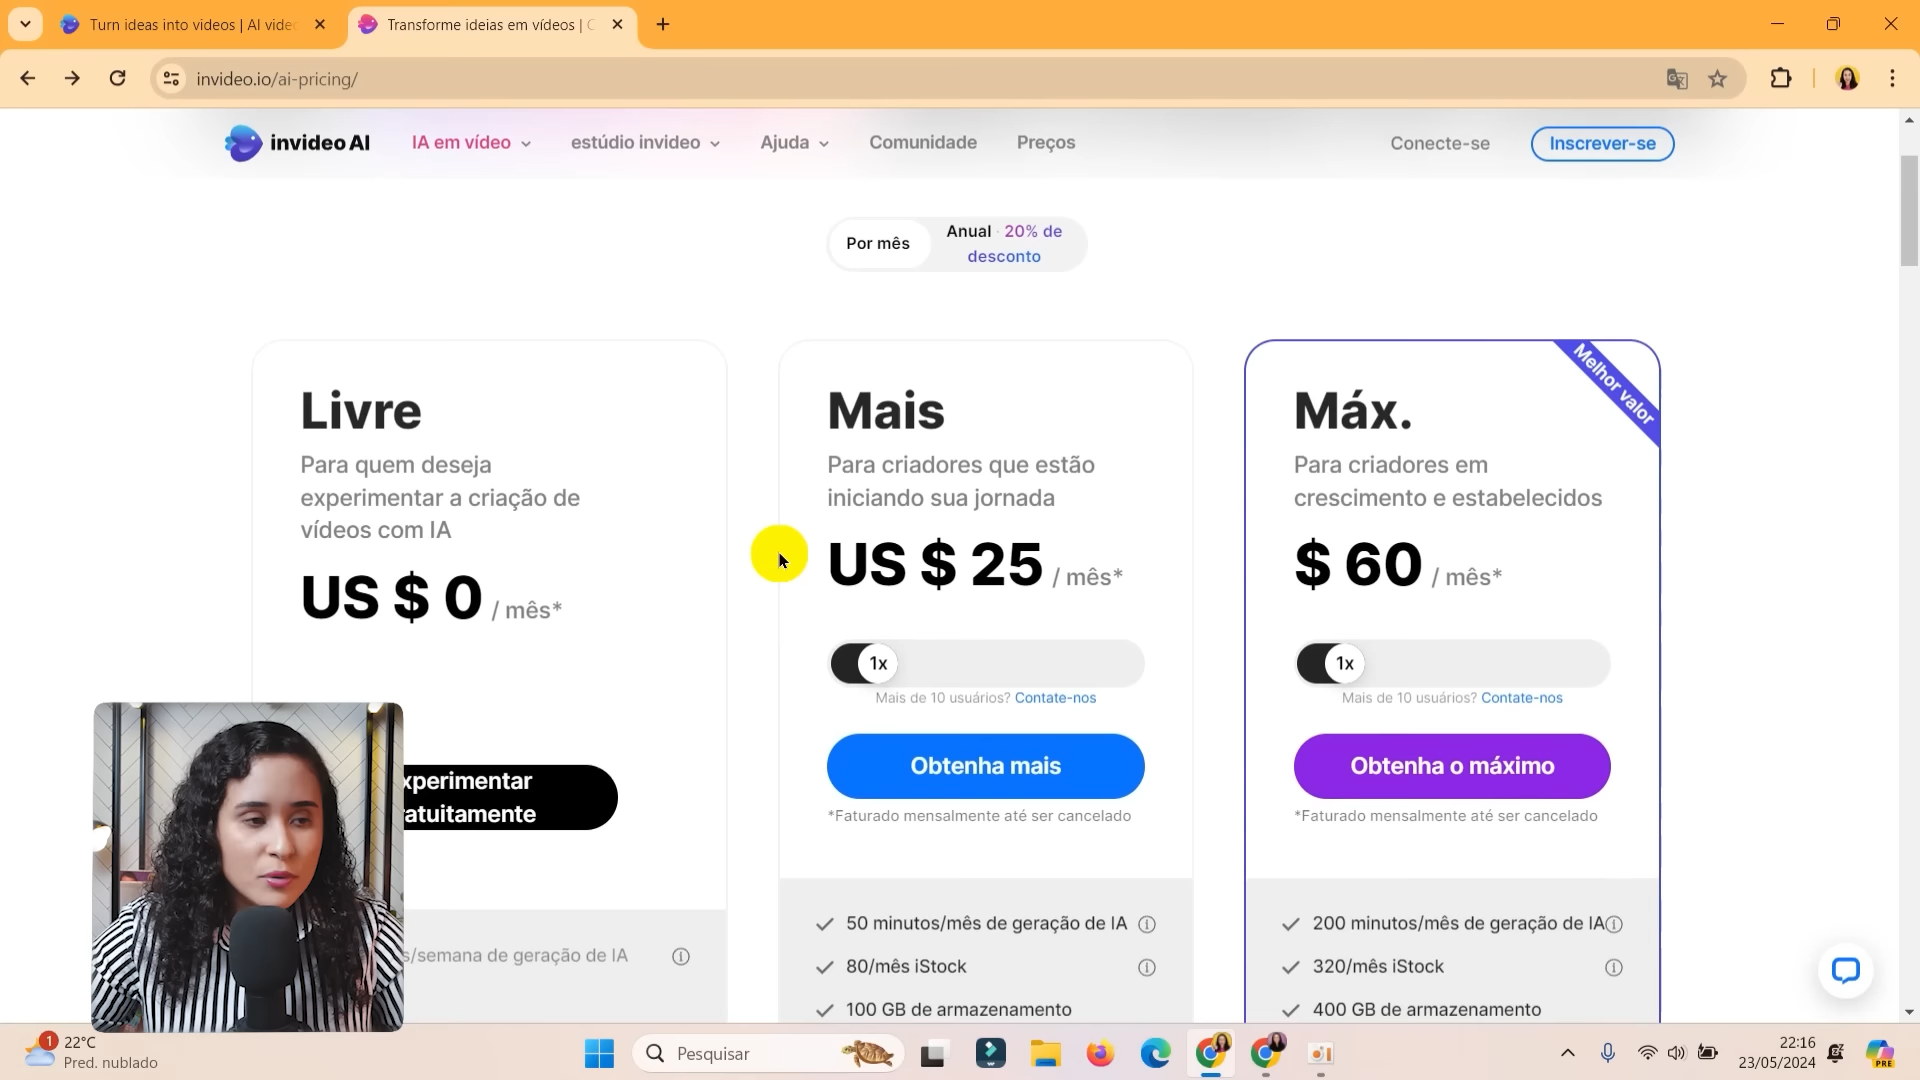 Turn ideas into videos | AI vide
Transforme ideias em vídeos | C
invideo.io/ai-pricing/
invideo AI
IA em vídeo
estúdio invideo
Ajuda
Comunidade
Preços
Conecte-se
Inscrever-se
Por mês
Anual · 20% de
desconto
Livre
Para quem deseja
experimentar a criação de
vídeos com IA
US $ 0 / mês*
xperimentar
ratuitamente
s/semana de geração de IA
Mais
Para criadores que estão
iniciando sua jornada
US $ 25 / mês*
1x
Mais de 10 usuários? Contate-nos
Obtenha mais
*Faturado mensalmente até ser cancelado
50 minutos/mês de geração de IA
80/mês iStock
100 GB de armazenamento
Melhor valor
Máx.
Para criadores em
crescimento e estabelecidos
$ 60 / mês*
1x
Mais de 10 usuários? Contate-nos
Obtenha o máximo
*Faturado mensalmente até ser cancelado
200 minutos/mês de geração de IA
320/mês iStock
400 GB de armazenamento
1
22°C
Pred. nublado
Pesquisar
22:16
23/05/2024
PRE